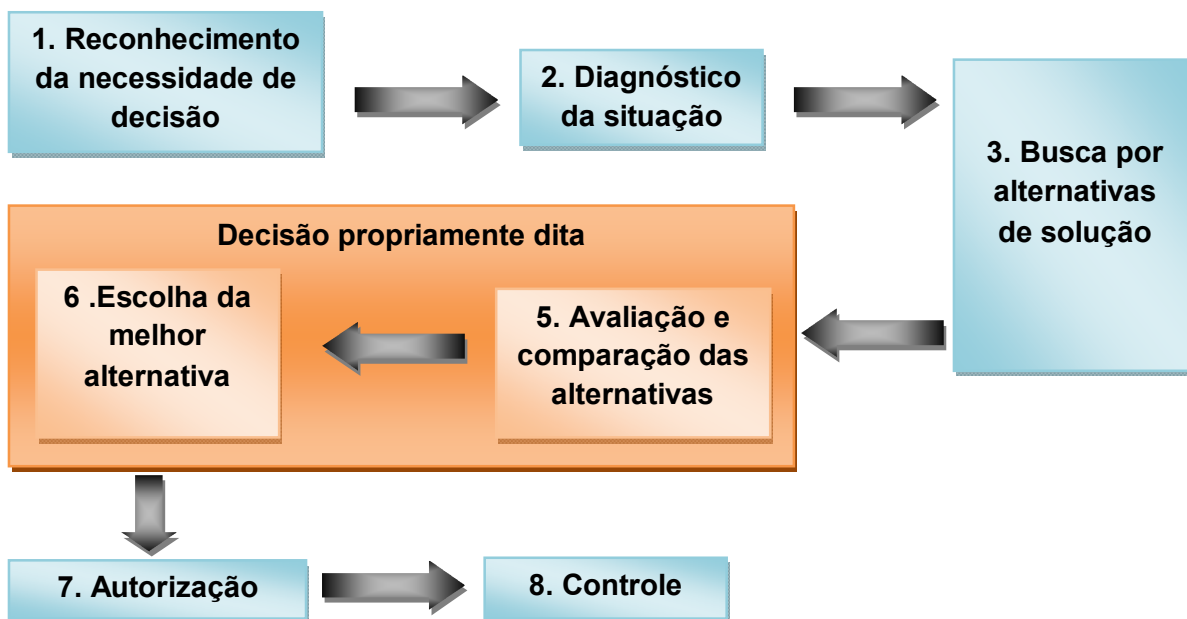 1. Reconhecimento
da necessidade de
decisão
2. Diagnóstico
da situação
3. Busca por
alternativas
de solução
Decisão propriamente dita
5. Avaliação e
comparação das
alternativas
6 .Escolha da
melhor
alternativa
7. Autorização
8. Controle